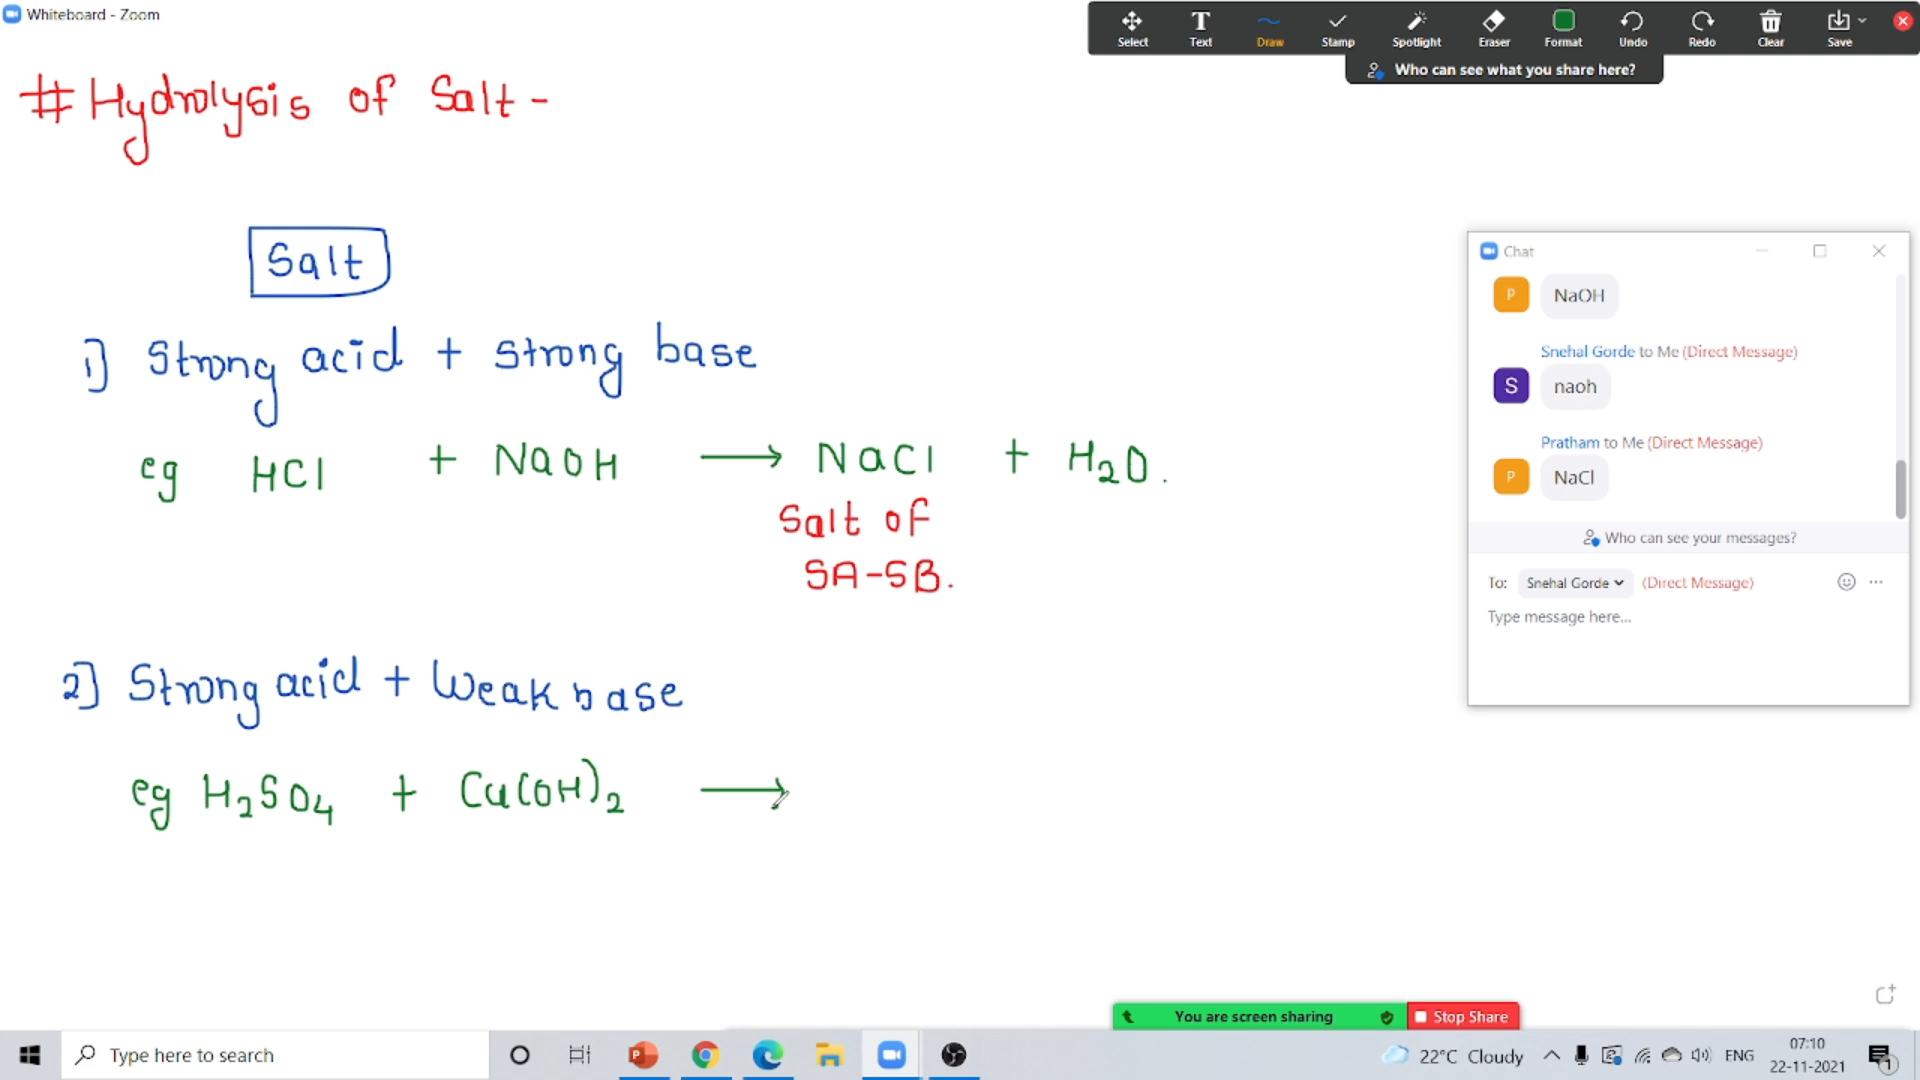 Whiteboard - Zoom
Select Text Draw Stamp Spotlight Eraser Format Undo Redo Clear Save
Who can see what you share here?
# Hydrolysis of Salt -
Salt
1] Strong acid + strong base
eg HCl + NaOH ⟶ NaCl + H2O.
Salt of
SA-SB.
2] Strong acid + Weak base
eg H2SO4 + Cu(OH)2 ⟶
Chat
P NaOH
Snehal Gorde to Me (Direct Message)
S naoh
Pratham to Me (Direct Message)
P NaCl
Who can see your messages?
To: Snehal Gorde (Direct Message)
Type message here...
You are screen sharing Stop Share
Type here to search
22°C Cloudy
ENG
07:10
22-11-2021
1